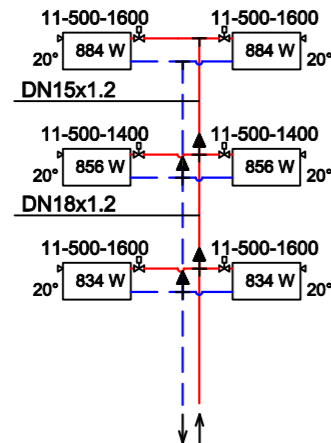 11-500-1600 11-500-1600
884 W 884 W
20° 20°
DN15x1.2
11-500-1400 11-500-1400
856 W 856 W
20° 20°
DN18x1.2
11-500-1600 11-500-1600
834 W 834 W
20° 20°